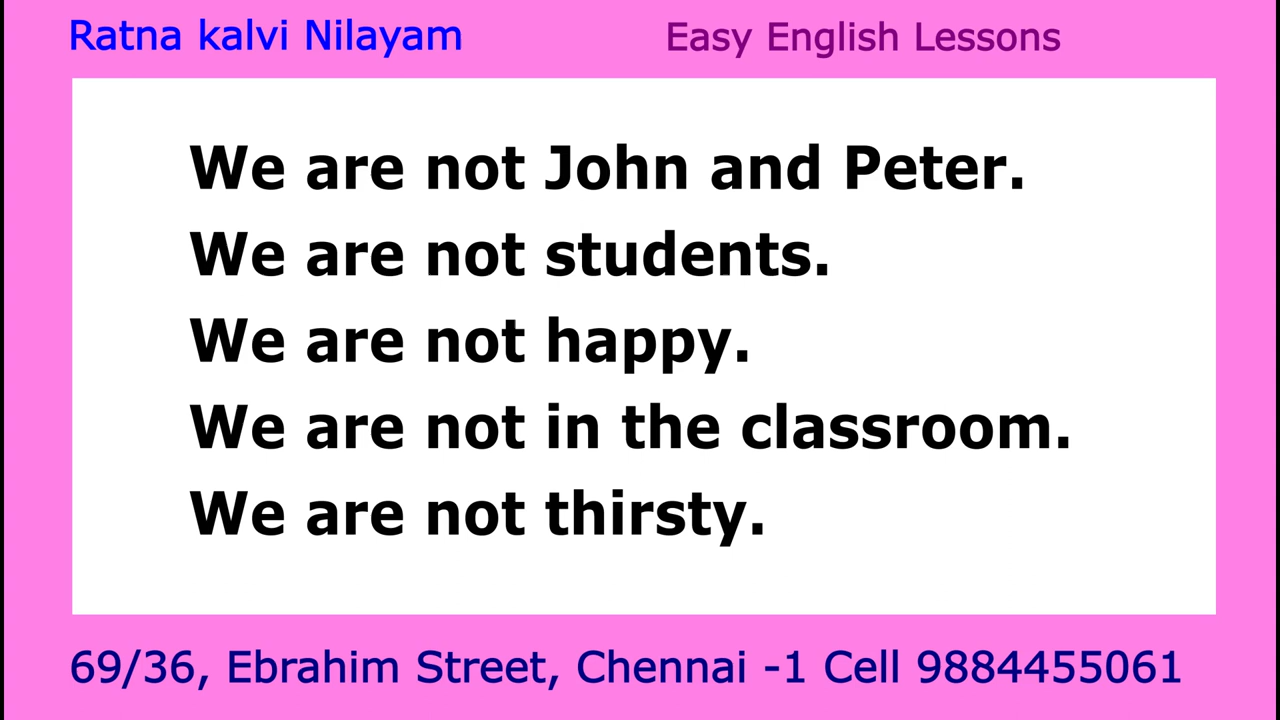 Ratna kalvi Nilayam
Easy English Lessons
We are not John and Peter.
We are not students.
We are not happy.
We are not in the classroom.
We are not thirsty.
69/36, Ebrahim Street, Chennai -1 Cell 9884455061